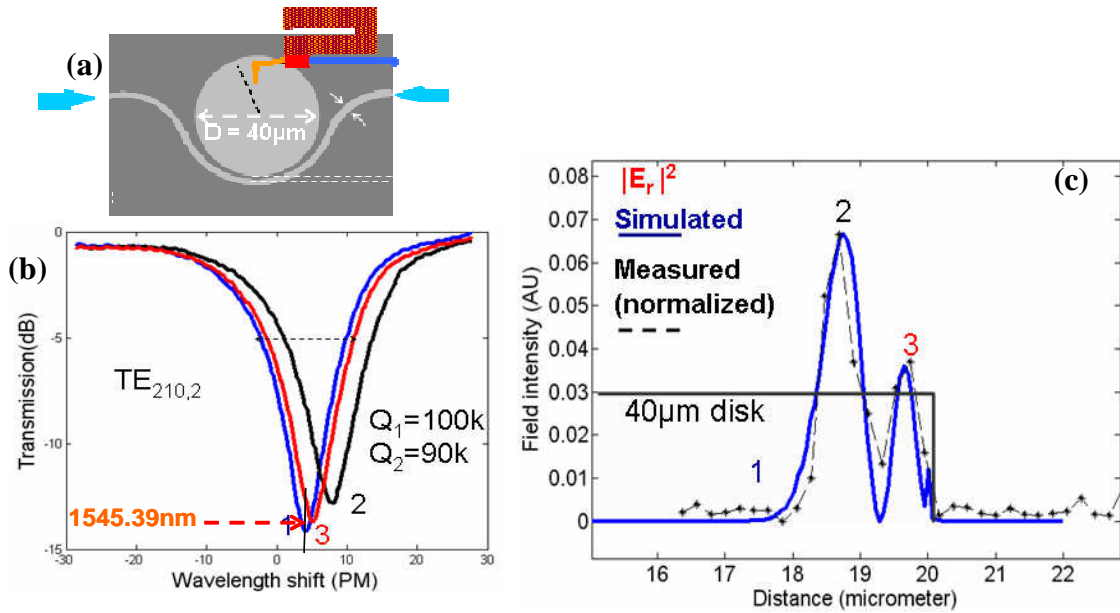 (a)
D = 40µm
(b)
Transmission(dB)
0
-5
-10
-15
TE210,2
Q1=100k
Q2=90k
1545.39nm
1
3
2
-30
-20
-10
0
10
20
30
Wavelength shift (PM)
(c)
Field intensity (AU)
0.08
0.07
0.06
0.05
0.04
0.03
0.02
0.01
0
|Er|²
Simulated
Measured
(normalized)
2
3
40µm disk
1
16
17
18
19
20
21
22
Distance (micrometer)